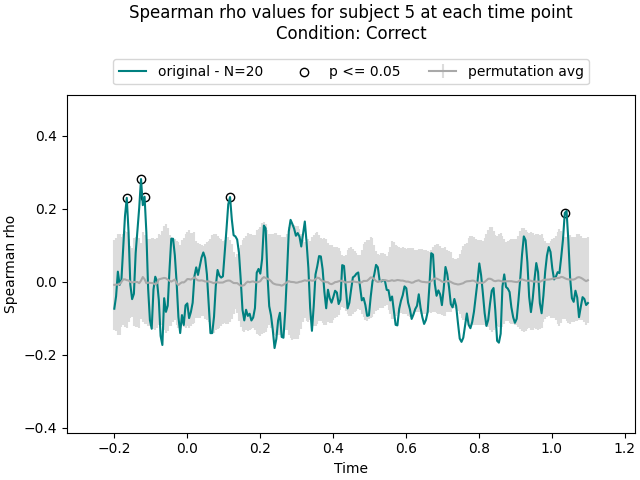 Spearman rho values for subject 5 at each time point
Condition: Correct
original - N=20
p <= 0.05
permutation avg
Spearman rho
0.4
0.2
0.0
−0.2
−0.4
−0.2
0.0
0.2
0.4
0.6
0.8
1.0
1.2
Time